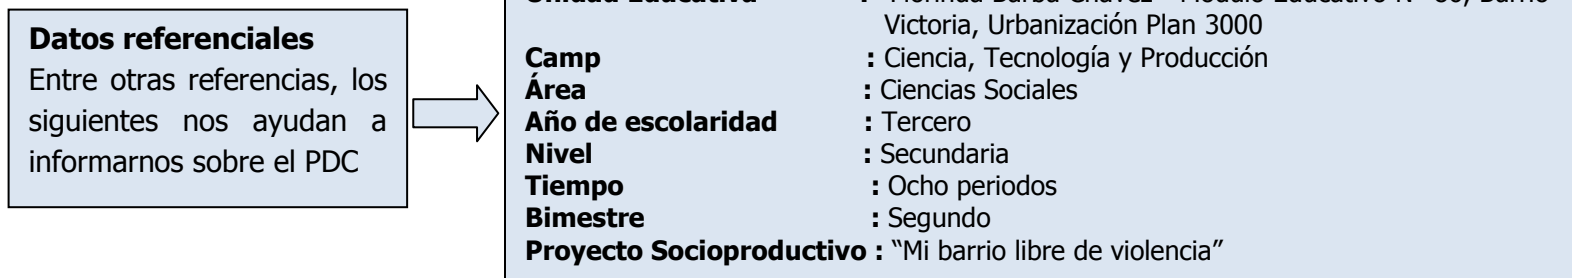 Datos referenciales
Entre otras referencias, los
siguientes nos ayudan a
informarnos sobre el PDC
Victoria, Urbanización Plan 3000
Camp : Ciencia, Tecnología y Producción
Área : Ciencias Sociales
Año de escolaridad : Tercero
Nivel : Secundaria
Tiempo : Ocho periodos
Bimestre : Segundo
Proyecto Socioproductivo : “Mi barrio libre de violencia”